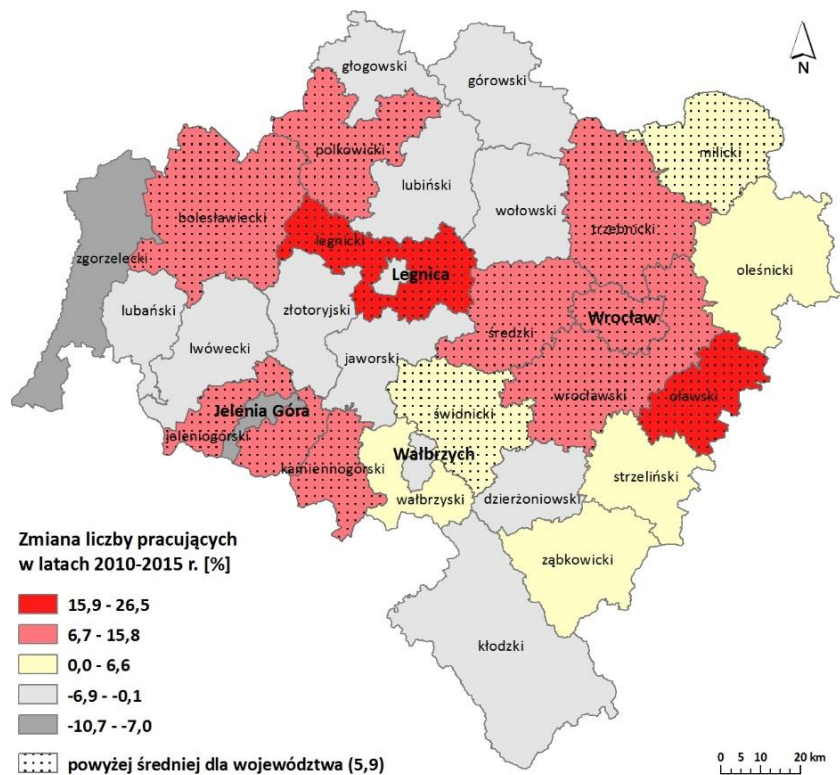 głogowski
górowski
N
polkowicki
milicki
lubiński
bolesławiecki
wołowski
trzebnicki
legnicki
zgorzelecki
oleśnicki
Legnica
lubański
złotoryjski
Wrocław
średzki
lwówecki
jaworski
wrocławski
oławski
Jelenia Góra
świdnicki
jeleniogórski
kamiennogórski
Wałbrzych
strzeliński
wałbrzyski
dzierżoniowski
ząbkowicki
kłodzki
Zmiana liczby pracujących
w latach 2010-2015 r. [%]
15,9 - 26,5
6,7 - 15,8
0,0 - 6,6
-6,9 - -0,1
-10,7 - -7,0
powyżej średniej dla województwa (5,9)
0 5 10 20 km